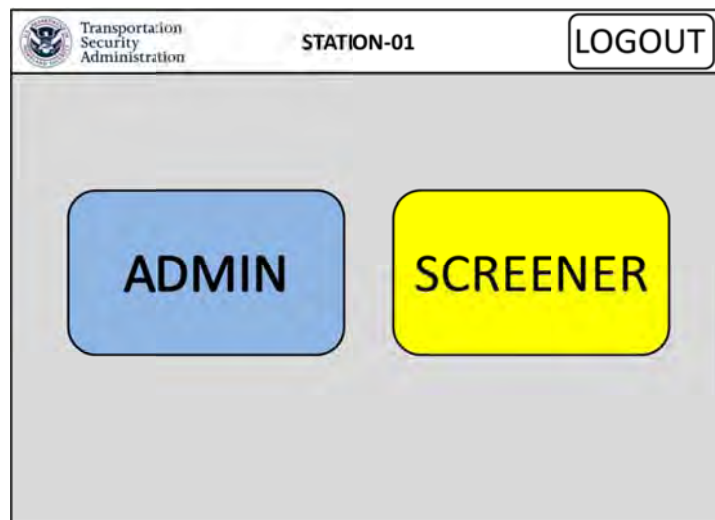 Transportation
Security
Administration
STATION-01
LOGOUT
ADMIN
SCREENER